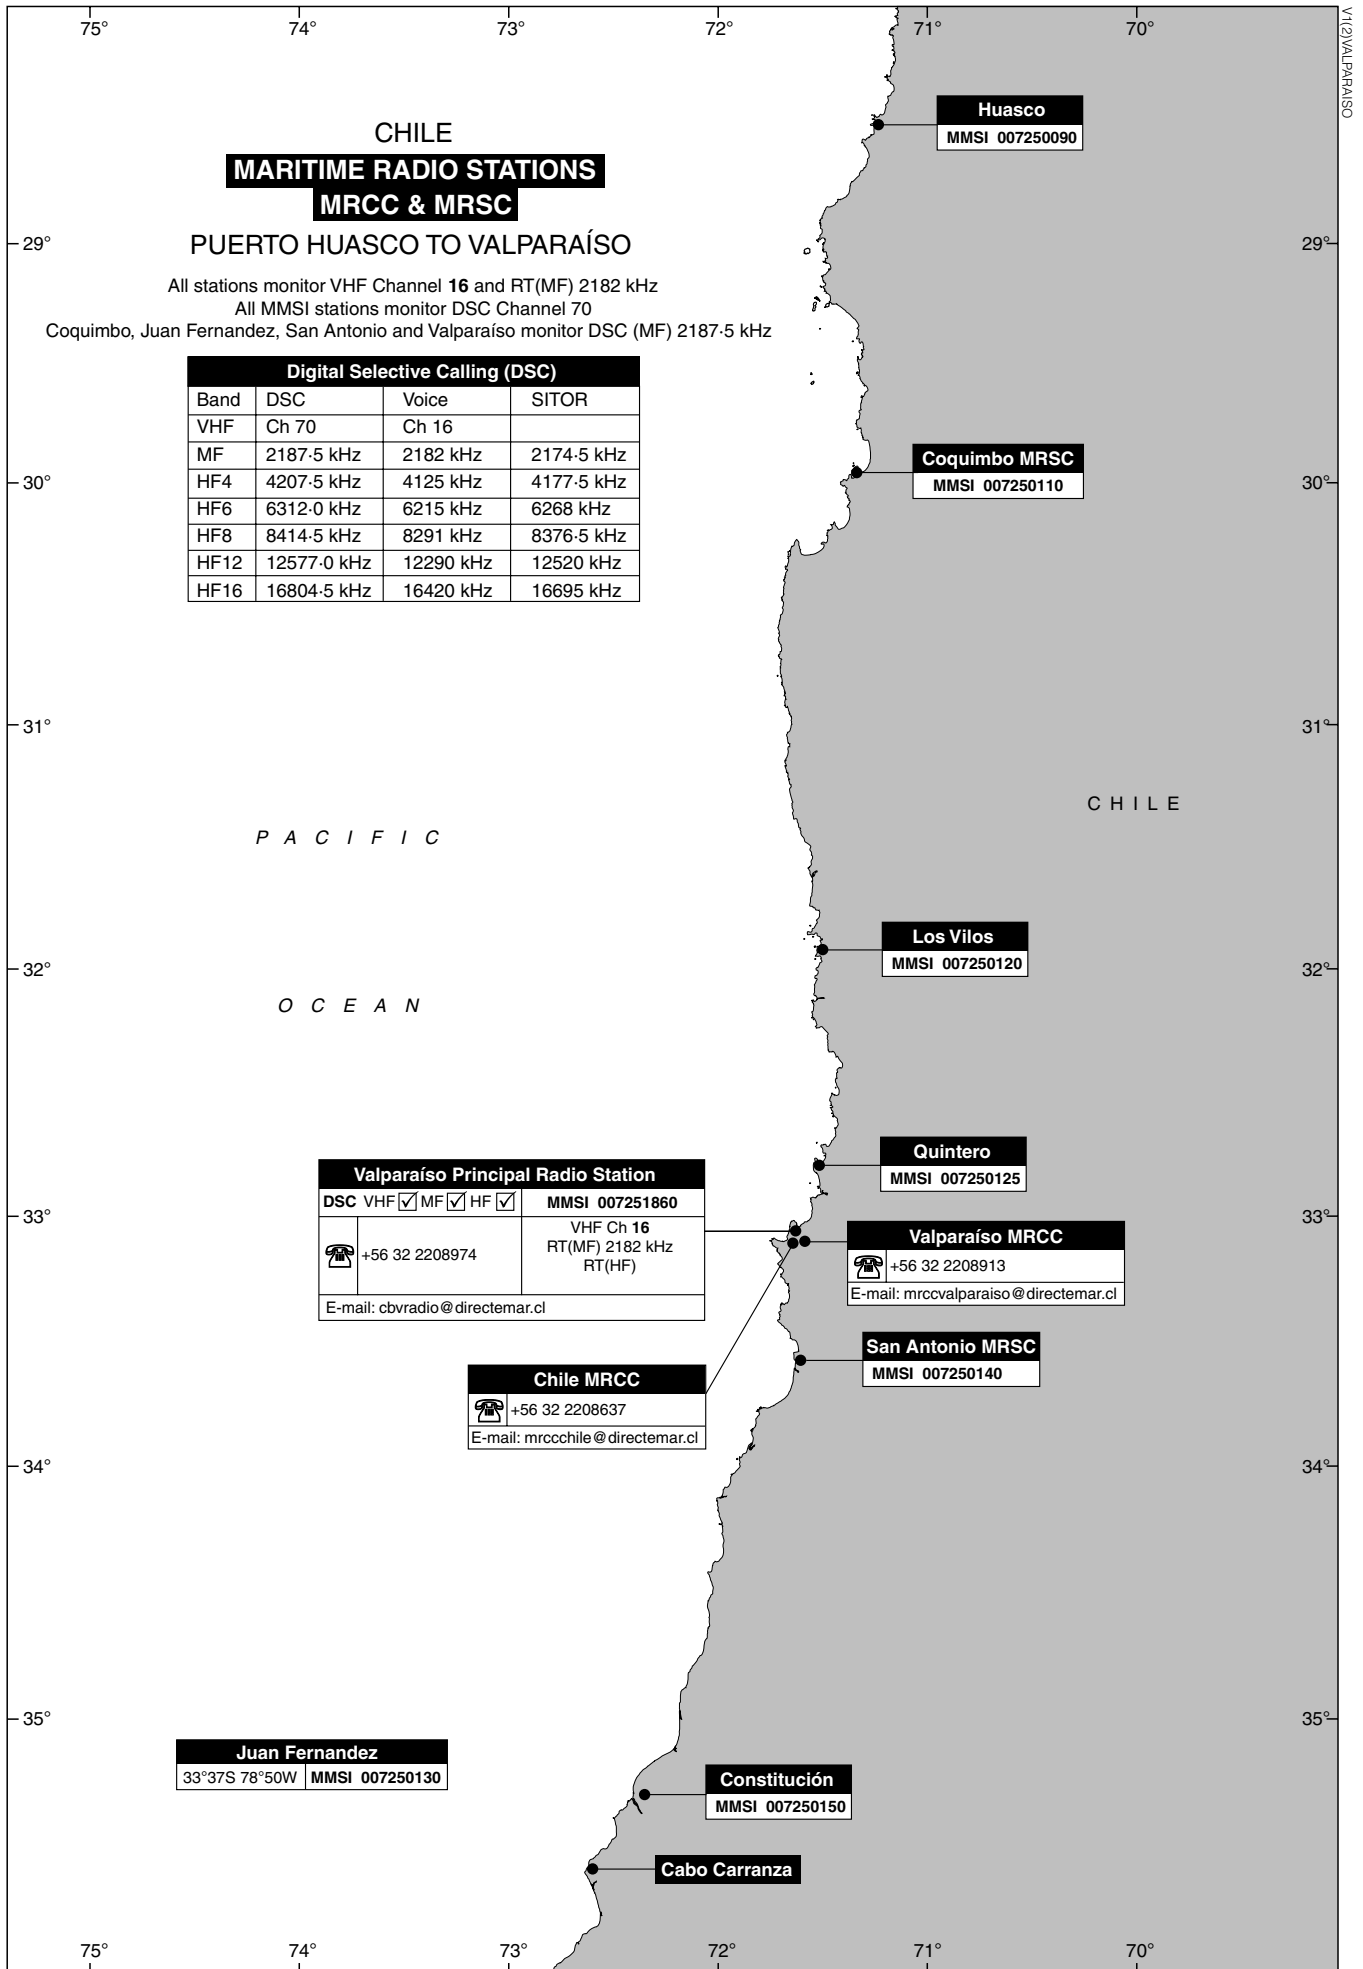 75° 74° 73° 72° 71° 70°
V1(2)VALPARAISO
CHILE
MARITIME RADIO STATIONS
MRCC & MRSC
PUERTO HUASCO TO VALPARAÍSO
All stations monitor VHF Channel 16 and RT(MF) 2182 kHz
All MMSI stations monitor DSC Channel 70
Coquimbo, Juan Fernandez, San Antonio and Valparaíso monitor DSC (MF) 2187·5 kHz
Digital Selective Calling (DSC)
Band DSC Voice SITOR
VHF Ch 70 Ch 16
MF 2187·5 kHz 2182 kHz 2174·5 kHz
HF4 4207·5 kHz 4125 kHz 4177·5 kHz
HF6 6312·0 kHz 6215 kHz 6268 kHz
HF8 8414·5 kHz 8291 kHz 8376·5 kHz
HF12 12577·0 kHz 12290 kHz 12520 kHz
HF16 16804·5 kHz 16420 kHz 16695 kHz
Huasco
MMSI 007250090
29° 29°
Coquimbo MRSC
MMSI 007250110
30° 30°
31° 31°
CHILE
PACIFIC
OCEAN
Los Vilos
MMSI 007250120
32° 32°
Quintero
MMSI 007250125
Valparaíso Principal Radio Station
DSC VHF ☑ MF ☑ HF ☑ MMSI 007251860
+56 32 2208974
VHF Ch 16
RT(MF) 2182 kHz
RT(HF)
E-mail: cbvradio@directemar.cl
33° 33°
Valparaíso MRCC
+56 32 2208913
E-mail: mrccvalparaiso@directemar.cl
San Antonio MRSC
MMSI 007250140
Chile MRCC
+56 32 2208637
E-mail: mrccchile@directemar.cl
34° 34°
35° 35°
Juan Fernandez
33°37S 78°50W MMSI 007250130
Constitución
MMSI 007250150
Cabo Carranza
75° 74° 73° 72° 71° 70°